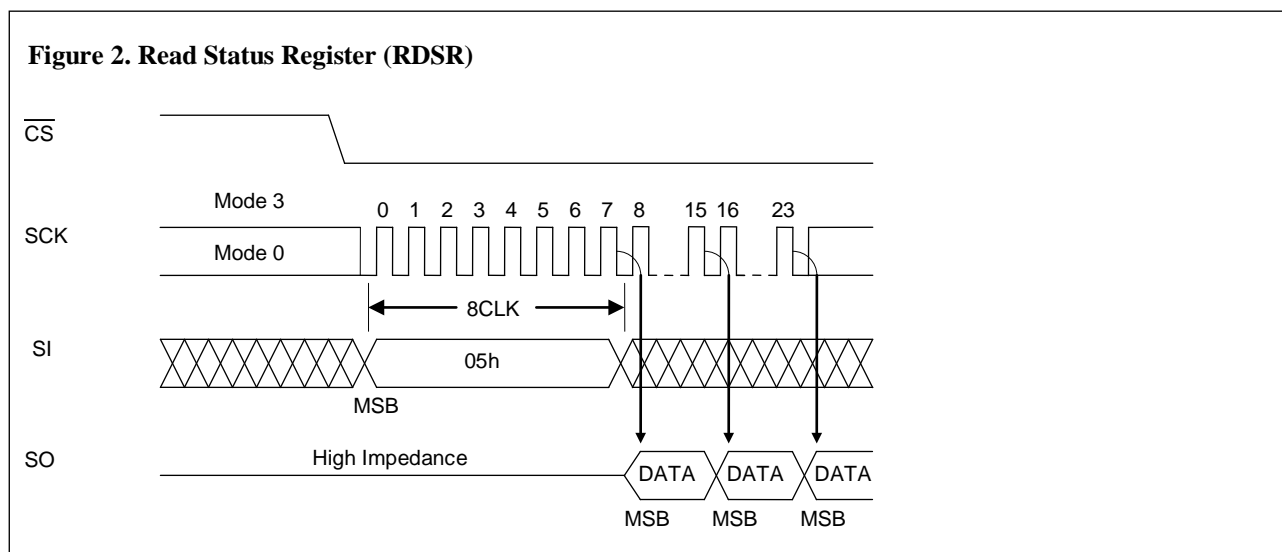 Figure 2. Read Status Register (RDSR)
CS
Mode 3
0 1 2 3 4 5 6 7 8 15 16 23
SCK
Mode 0
8CLK
SI
05h
MSB
SO
High Impedance
DATA DATA DATA
MSB MSB MSB